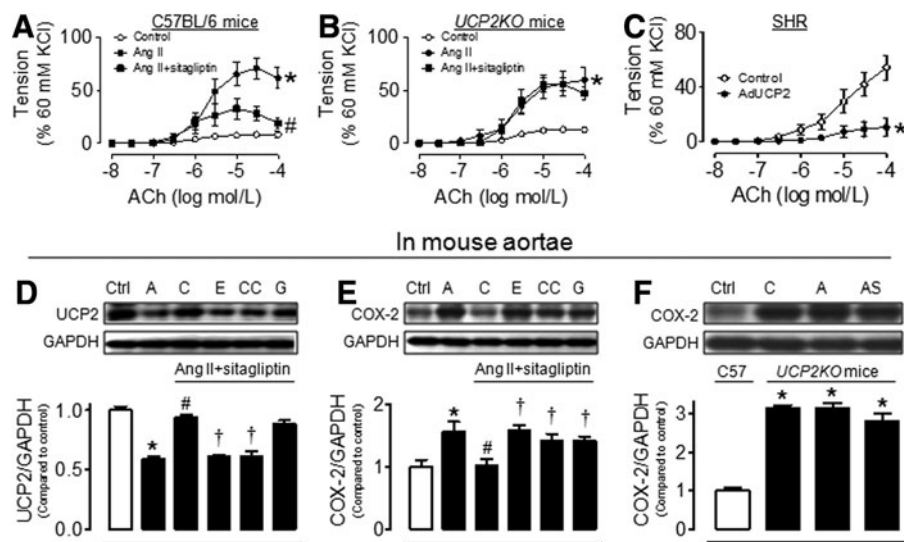 A C57BL/6 mice
Tension
(% 60 mM KCl)
100
50
0
Control
Ang II
Ang II+sitagliptin
*
#
-8 -7 -6 -5 -4
ACh (log mol/L)
B UCP2KO mice
Tension
(% 60 mM KCl)
100
50
0
Control
Ang II
Ang II+sitagliptin
*
-8 -7 -6 -5 -4
ACh (log mol/L)
C SHR
Tension
(% 60 mM KCl)
80
40
0
Control
AdUCP2
*
-8 -7 -6 -5 -4
ACh (log mol/L)
In mouse aortae
D Ctrl A C E CC G
UCP2
GAPDH
Ang II+sitagliptin
UCP2/GAPDH
(Compared to control)
1.0
0.5
0.0
* # † †
E Ctrl A C E CC G
COX-2
GAPDH
Ang II+sitagliptin
COX-2/GAPDH
(Compared to control)
2
1
0
* # † † †
F Ctrl C A AS
COX-2
GAPDH
C57 UCP2KO mice
COX-2/GAPDH
(Compared to control)
3
2
1
0
* * *